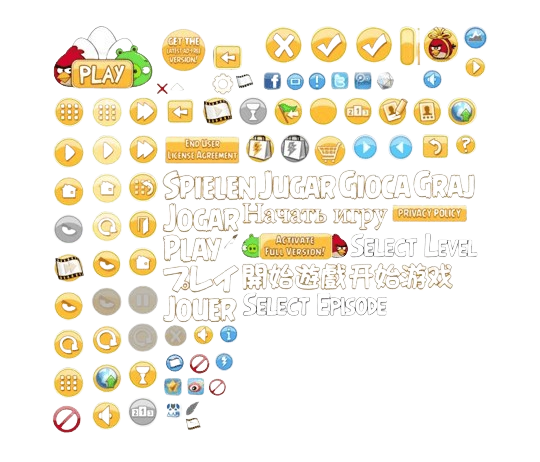 GET THE
LATEST AD-FREE
VERSION!
PLAY
END USER
LICENSE AGREEMENT
SPIELEN JUGAR GIOCA GRAJ
JOGAR Начать игру PRIVACY POLICY
PLAY ACTIVATE
FULL VERSION! SELECT LEVEL
プレイ 開始遊戲 开始游戏
JOUER SELECT EPISODE